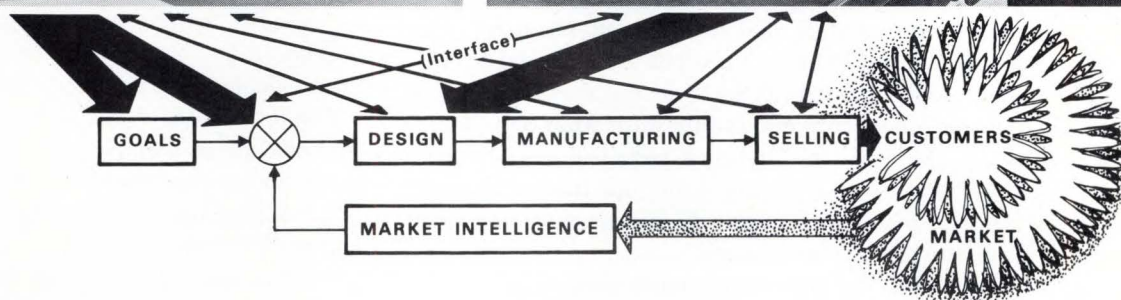 (Interface)
GOALS
DESIGN
MANUFACTURING
SELLING
CUSTOMERS
MARKET INTELLIGENCE
MARKET